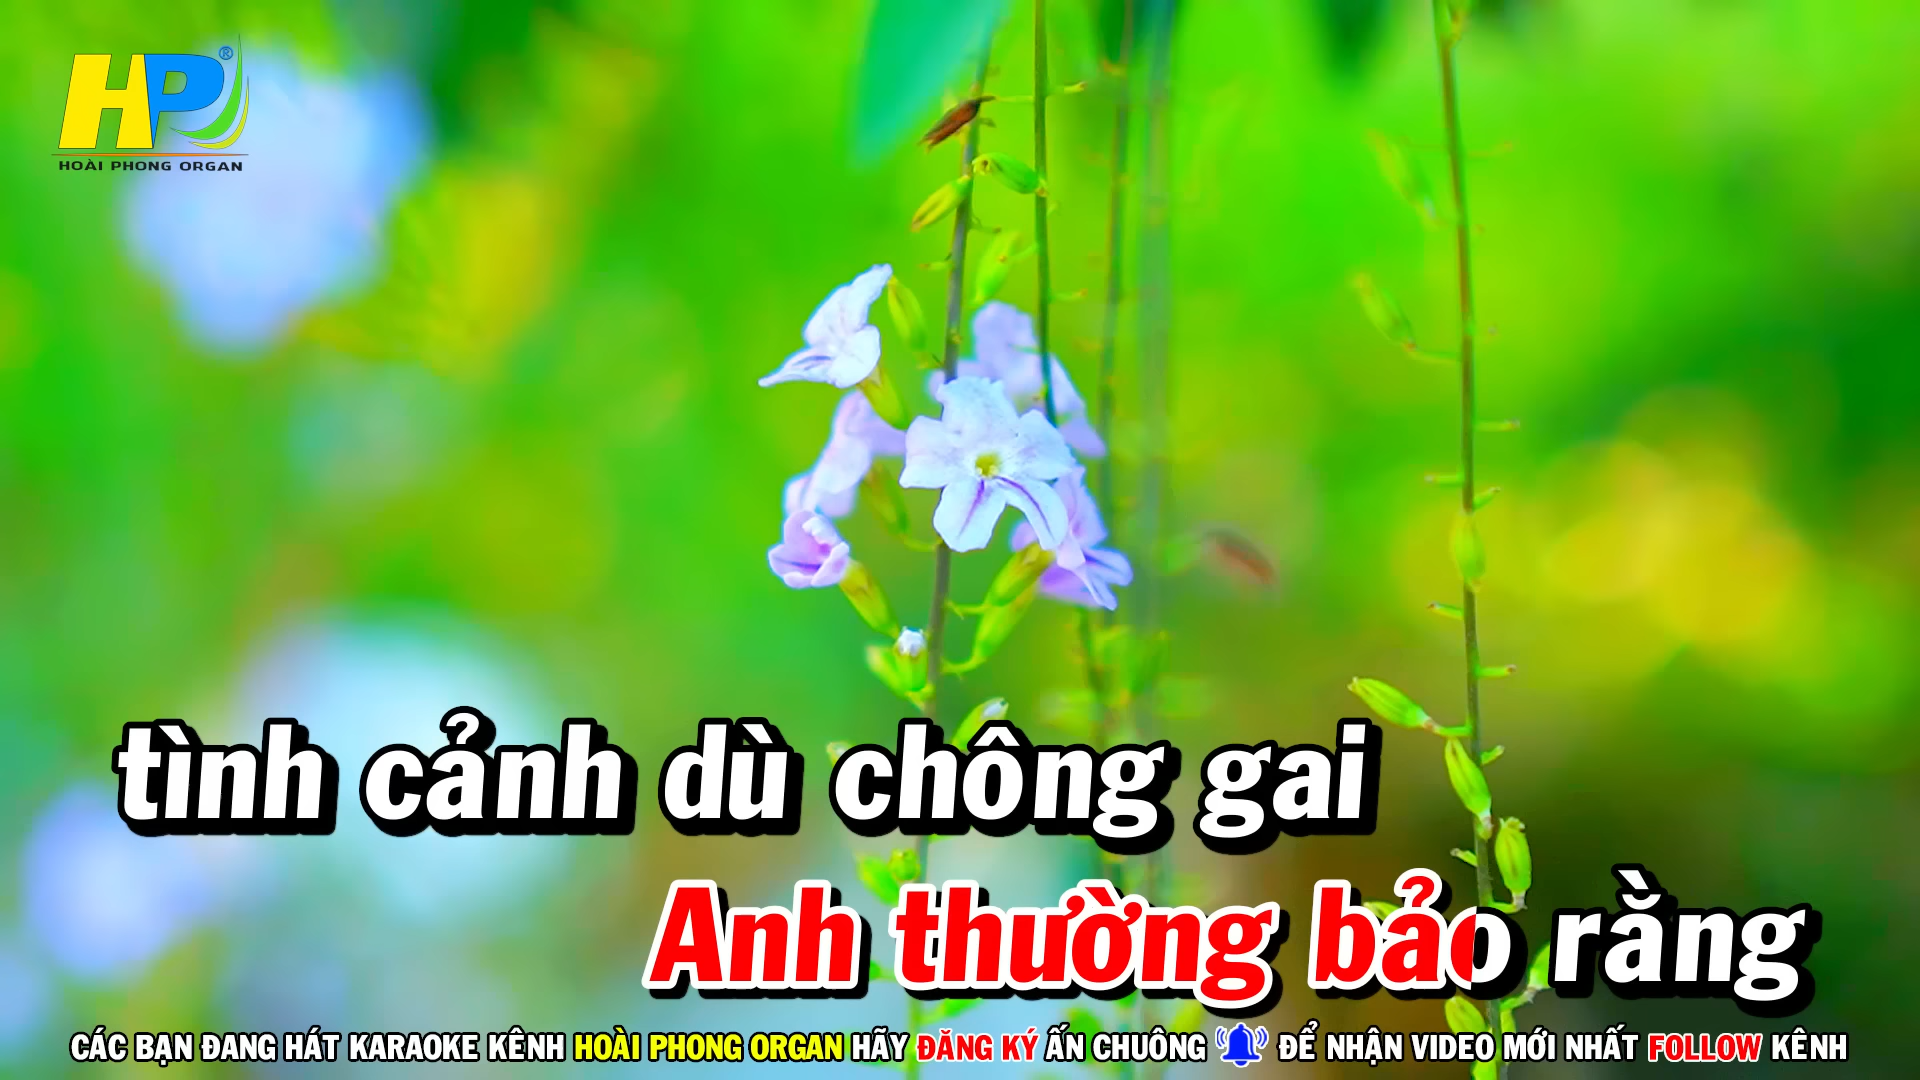 HP®
HOÀI PHONG ORGAN
tình cảnh dù chông gai
Anh thường bảo rằng
CÁC BẠN ĐANG HÁT KARAOKE KÊNH HOÀI PHONG ORGAN HÃY ĐĂNG KÝ ẤN CHUÔNG ĐỂ NHẬN VIDEO MỚI NHẤT FOLLOW KÊNH